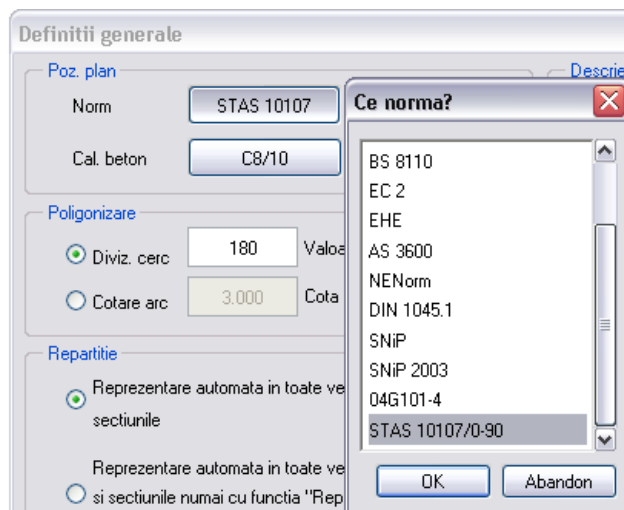 Definitii generale
Poz. plan
Descrie
Norm
STAS 10107
Cal. beton
C8/10
Poligonizare
Diviz. cerc
180
Valoa
Cotare arc
3.000
Cota
Repartitie
Reprezentare automata in toate ve
sectiunile
Reprezentare automata in toate ve
si sectiunile numai cu functia "Rep
Ce norma?
BS 8110
EC 2
EHE
AS 3600
NENorm
DIN 1045.1
SNiP
SNiP 2003
04G101-4
STAS 10107/0-90
OK
Abandon